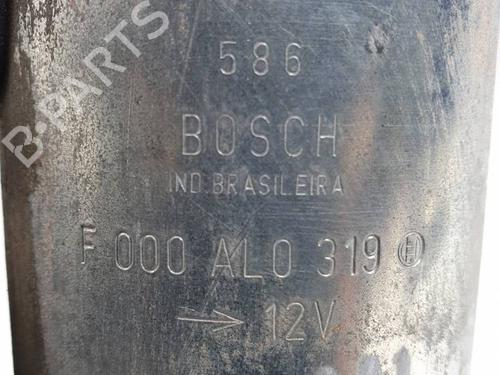 B-PARTS
586
BOSCH
IND. BRASILEIRA
F 000 AL0 319
→ 12V